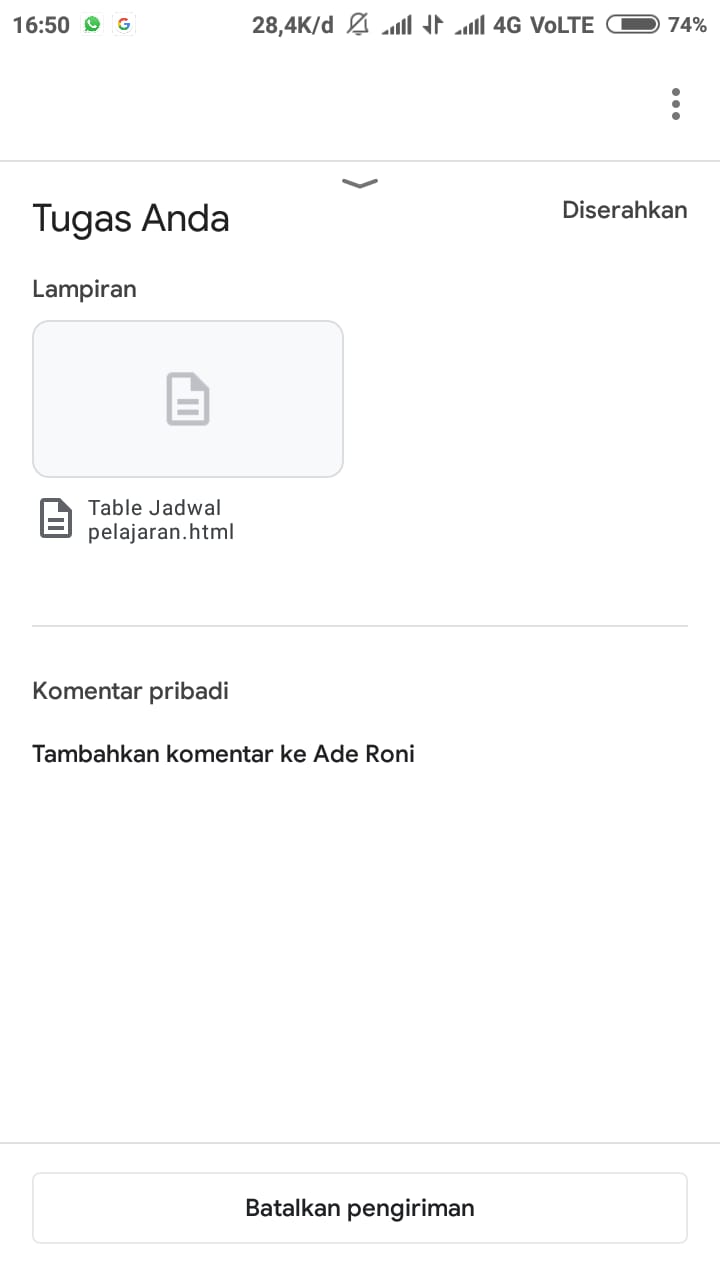 16:50 28,4K/d 4G VoLTE 74%
Tugas Anda
Diserahkan
Lampiran
Table Jadwal
pelajaran.html
Komentar pribadi
Tambahkan komentar ke Ade Roni
Batalkan pengiriman